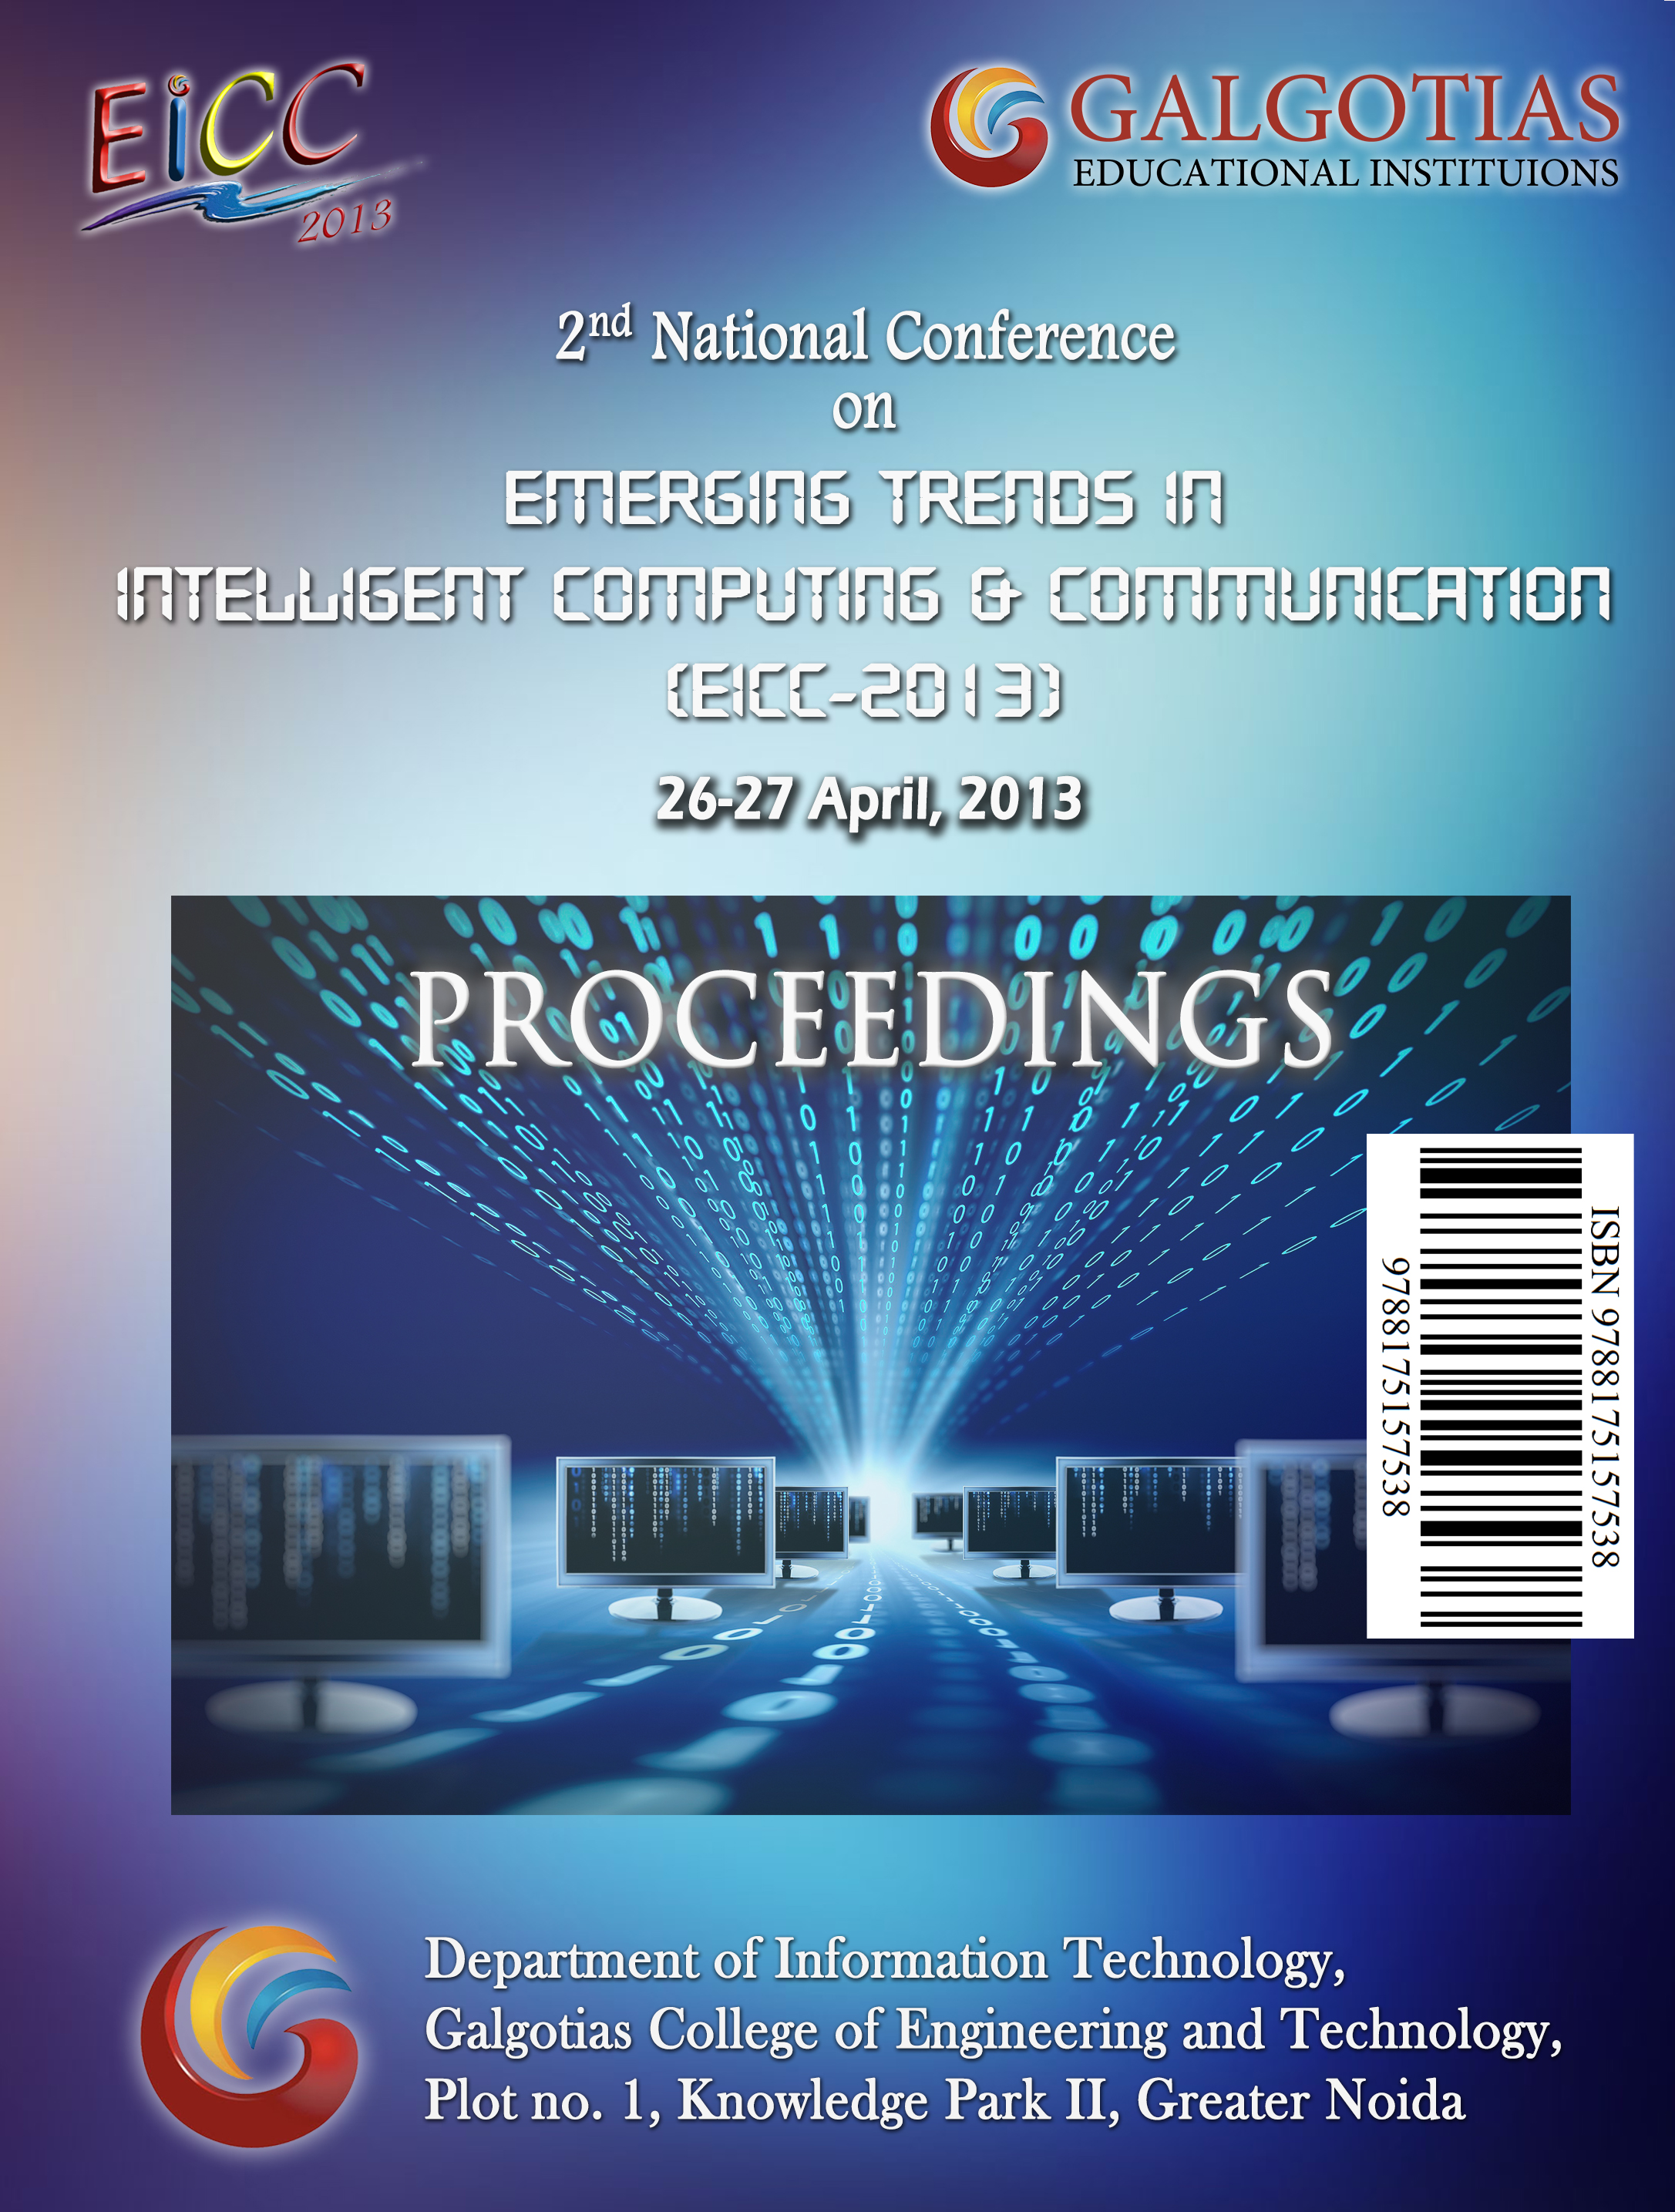 EiCC
2013
GALGOTIAS
EDUCATIONAL INSTITUIONS
2nd National Conference
on
EMERGING TRENDS IN
INTELLIGENT COMPUTING & COMMUNICATION
(EICC-2013)
26-27 April, 2013
PROCEEDINGS
ISBN 9788175157538
9788175157538
Department of Information Technology,
Galgotias College of Engineering and Technology,
Plot no. 1, Knowledge Park II, Greater Noida